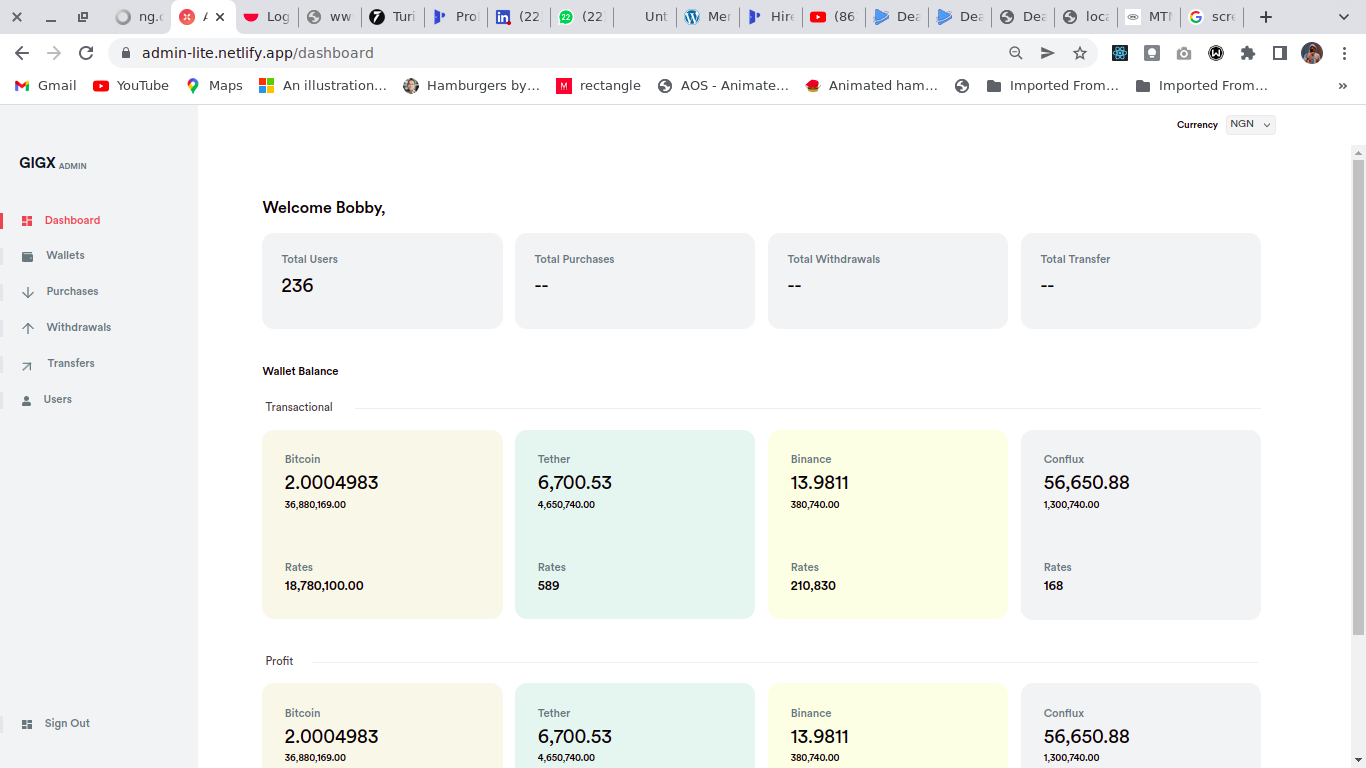 ng.
A
Log
ww
Turi
Pro
(22
(22
Unt
Mer
Hire
(86
Dea
Dea
Dea
loca
MTN
scre
admin-lite.netlify.app/dashboard
Gmail YouTube Maps An illustration... Hamburgers by... rectangle AOS - Animate... Animated ham... Imported From... Imported From... »
Currency NGN
GIGX ADMIN
Dashboard
Wallets
Purchases
Withdrawals
Transfers
Users
Sign Out
Welcome Bobby,
Total Users
236
Total Purchases
--
Total Withdrawals
--
Total Transfer
--
Wallet Balance
Transactional
Bitcoin
2.0004983
36,880,169.00
Rates
18,780,100.00
Tether
6,700.53
4,650,740.00
Rates
589
Binance
13.9811
380,740.00
Rates
210,830
Conflux
56,650.88
1,300,740.00
Rates
168
Profit
Bitcoin
2.0004983
36,880,169.00
Tether
6,700.53
4,650,740.00
Binance
13.9811
380,740.00
Conflux
56,650.88
1,300,740.00